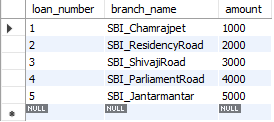 loan_number branch_name amount
1 SBI_Chamrajpet 1000
2 SBI_ResidencyRoad 2000
3 SBI_ShivajiRoad 3000
4 SBI_ParliamentRoad 4000
5 SBI_Jantarmantar 5000
NULL NULL NULL